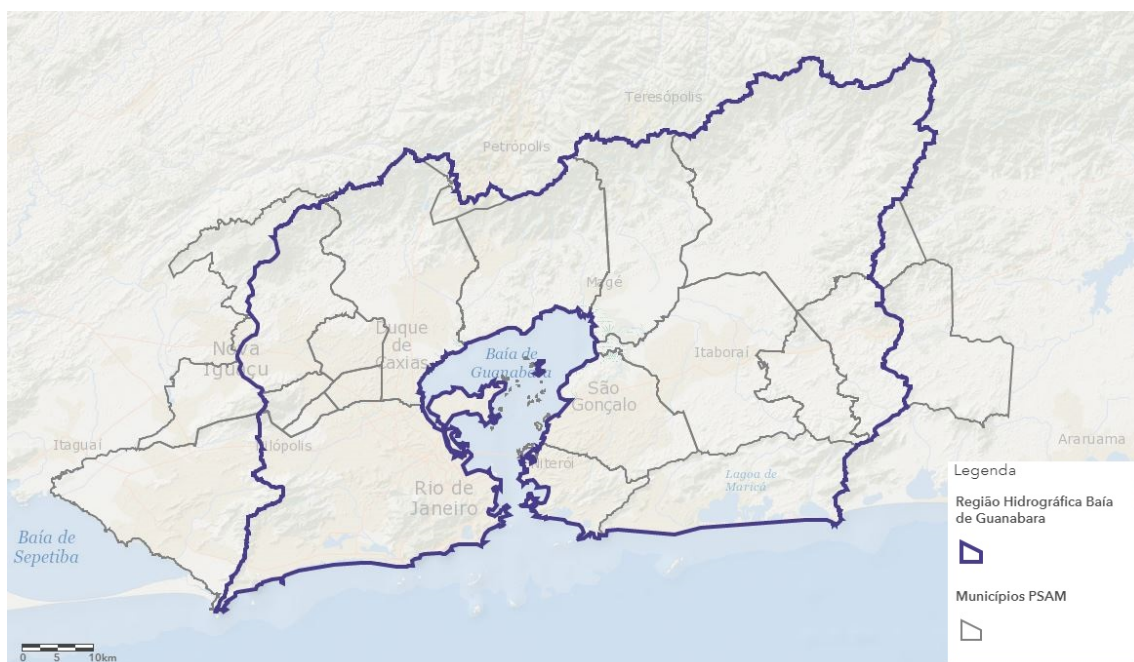 Teresópolis
Petrópolis
Magé
Duque
de
Caxias
Nova
Iguaçu
Baía de
Guanabara
Itaboraí
São
Gonçalo
Itaguaí
Nilópolis
Niterói
Araruama
Rio de
Janeiro
Lagoa de
Maricá
Baía de
Sepetiba
Legenda
Região Hidrográfica Baía
de Guanabara
Municípios PSAM
0 5 10km